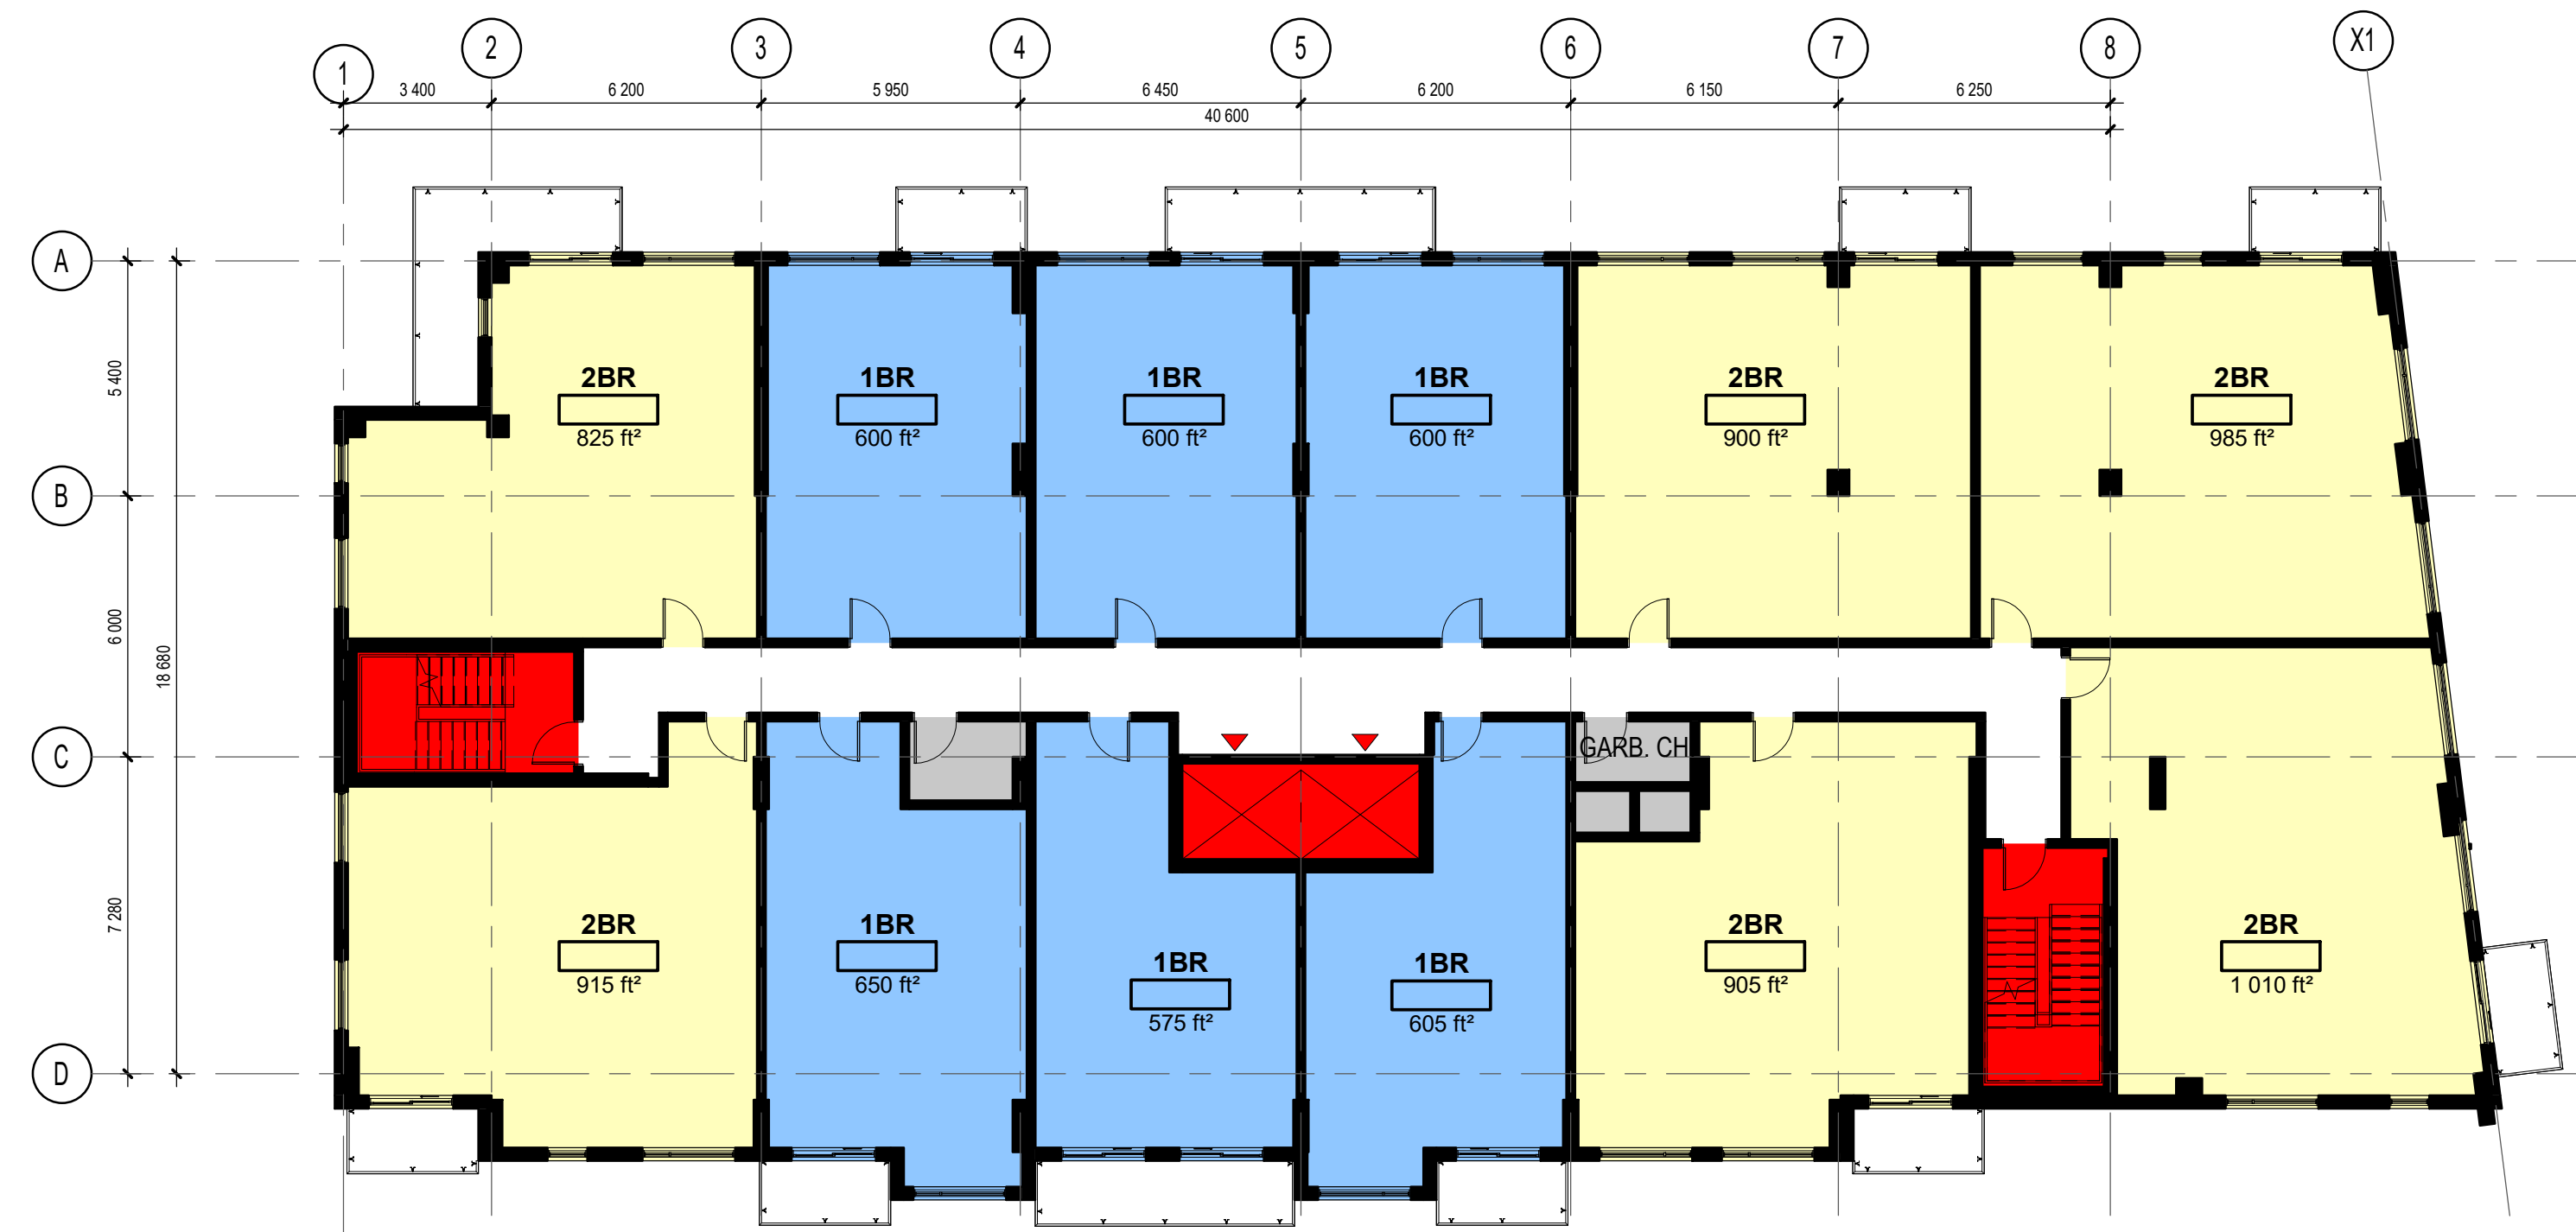 1 2 3 4 5 6 7 8 X1
3 400 6 200 5 950 6 450 6 200 6 150 6 250
40 600
A
B
C
D
5 400
6 000
7 280
18 680
2BR
825 ft²
1BR
600 ft²
1BR
600 ft²
1BR
600 ft²
2BR
900 ft²
2BR
985 ft²
GARB. CH
2BR
915 ft²
1BR
650 ft²
1BR
575 ft²
1BR
605 ft²
2BR
905 ft²
2BR
1 010 ft²